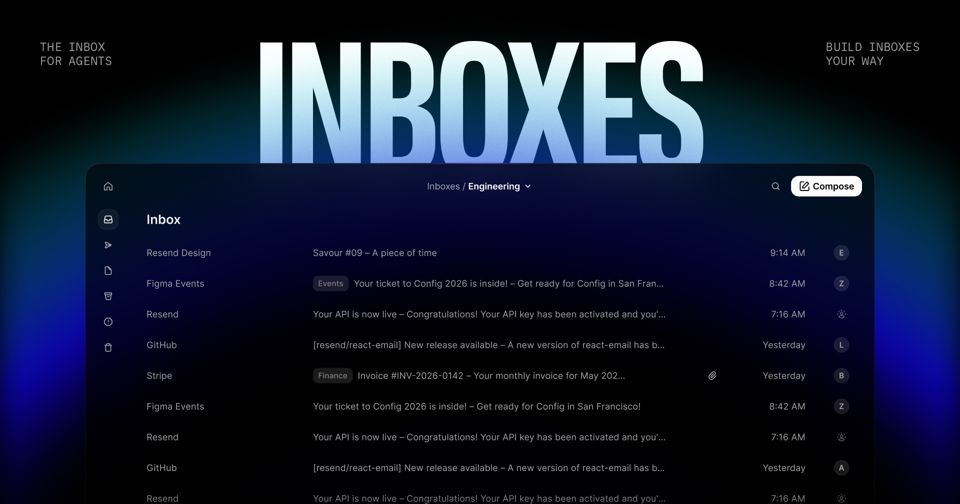 THE INBOX
FOR AGENTS
INBOXES
BUILD INBOXES
YOUR WAY
Inboxes / Engineering
Compose
Inbox
Resend Design Savour #09 – A piece of time 9:14 AM E
Figma Events Events Your ticket to Config 2026 is inside! – Get ready for Config in San Fran... 8:42 AM Z
Resend Your API is now live – Congratulations! Your API key has been activated and you'... 7:16 AM
GitHub [resend/react-email] New release available – A new version of react-email has b... Yesterday L
Stripe Finance Invoice #INV-2026-0142 – Your monthly invoice for May 202... Yesterday B
Figma Events Your ticket to Config 2026 is inside! – Get ready for Config in San Francisco! 8:42 AM Z
Resend Your API is now live – Congratulations! Your API key has been activated and you'... 7:16 AM
GitHub [resend/react-email] New release available – A new version of react-email has b... Yesterday A
Resend Your API is now live – Congratulations! Your API key has been activated and you'... 7:16 AM